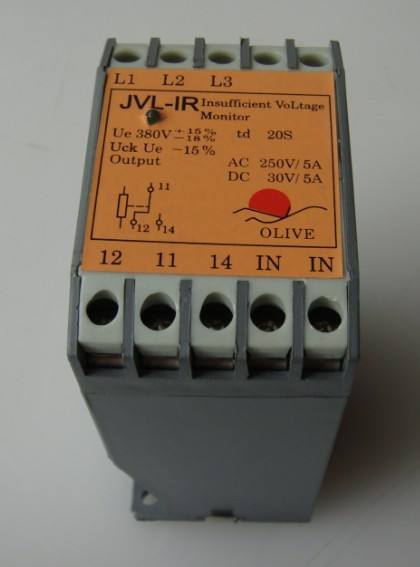 L1 L2 L3
JVL-IR Insufficient VoLtage
Monitor
Ue 380V +15% −18% td 20S
Uck Ue −15%
Output AC 250V/5A
DC 30V/5A
11
12 14
OLIVE
12 11 14 IN IN